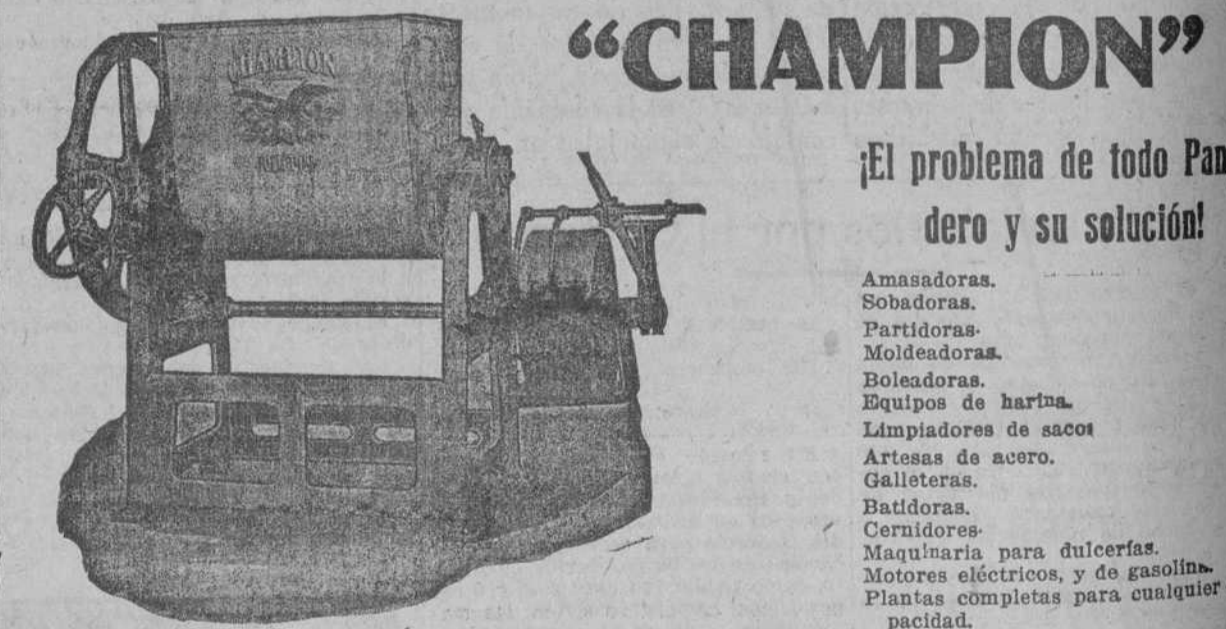 “CHAMPION”
CHAMPION
¡El problema de todo Pan
dero y su solución!
Amasadoras.
Sobadoras.
Partidoras.
Moldeadoras.
Boleadoras.
Equipos de harina.
Limpiadores de sacos
Artesas de acero.
Galleteras.
Batidoras.
Cernidores.
Maquinaria para dulcerías.
Motores eléctricos, y de gasolina.
Plantas completas para cualquier
pacidad.